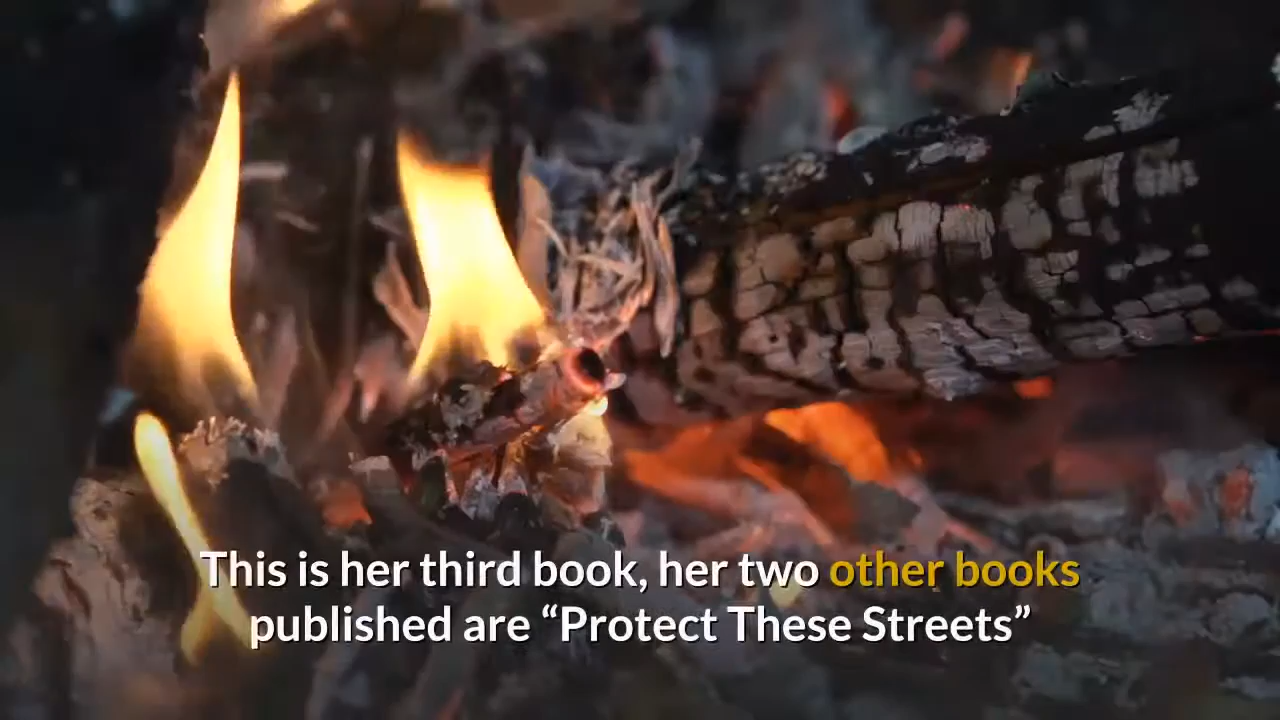 This is her third book, her two other books
published are “Protect These Streets”